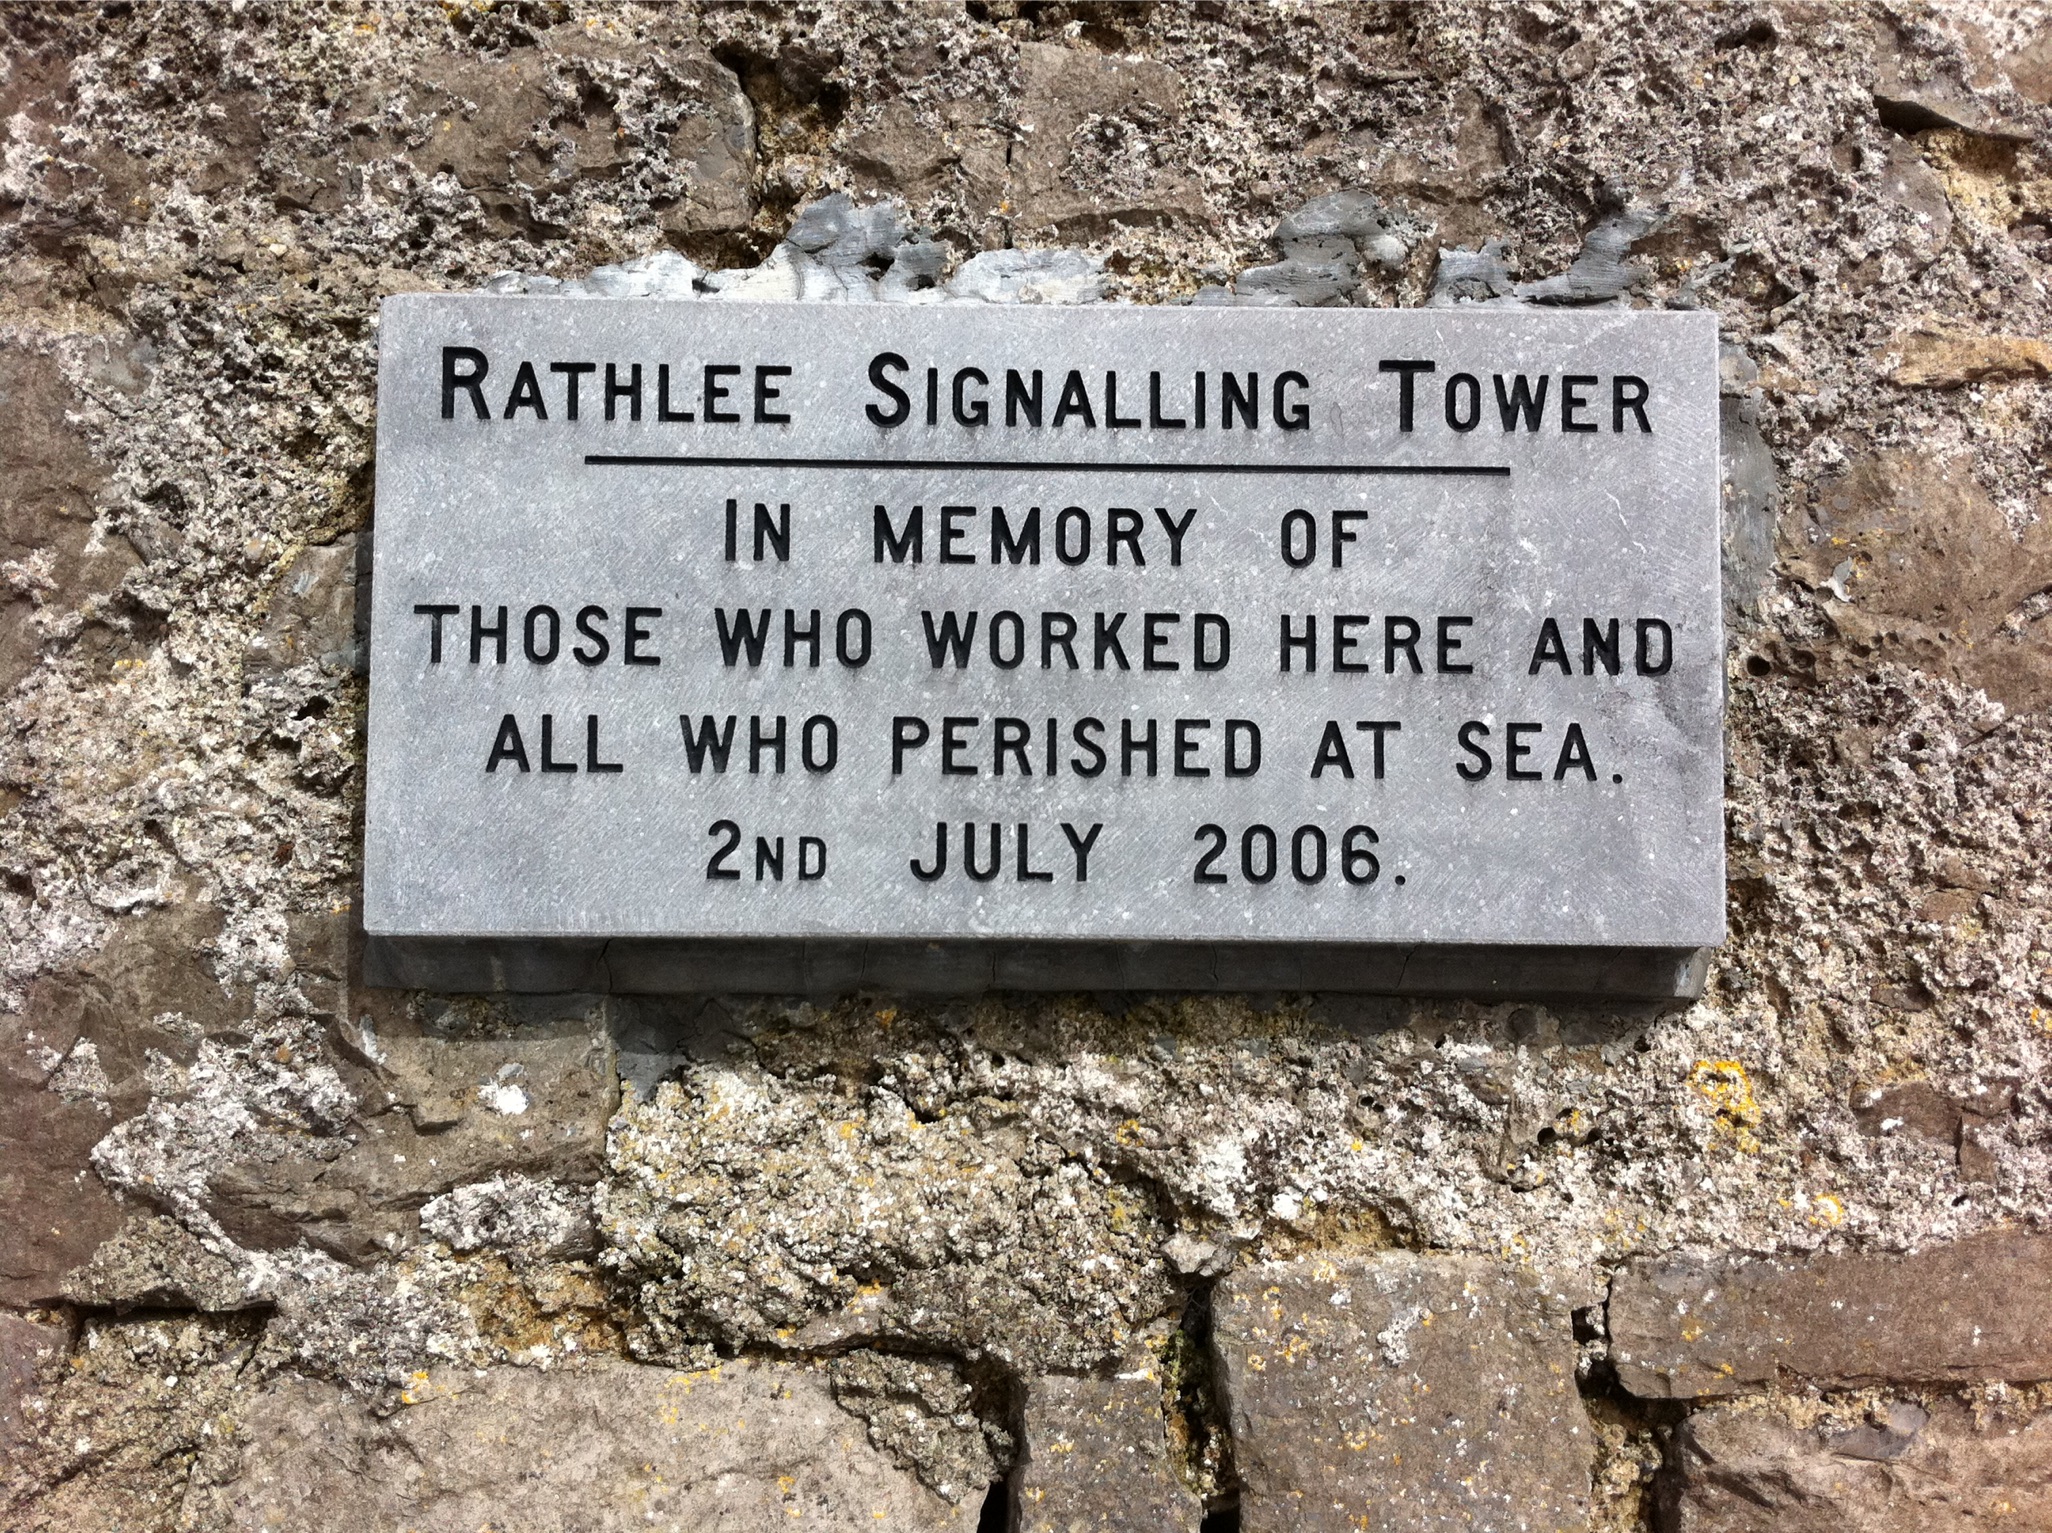 RATHLEE SIGNALLING TOWER
IN MEMORY OF
THOSE WHO WORKED HERE AND
ALL WHO PERISHED AT SEA.
2ND JULY 2006.